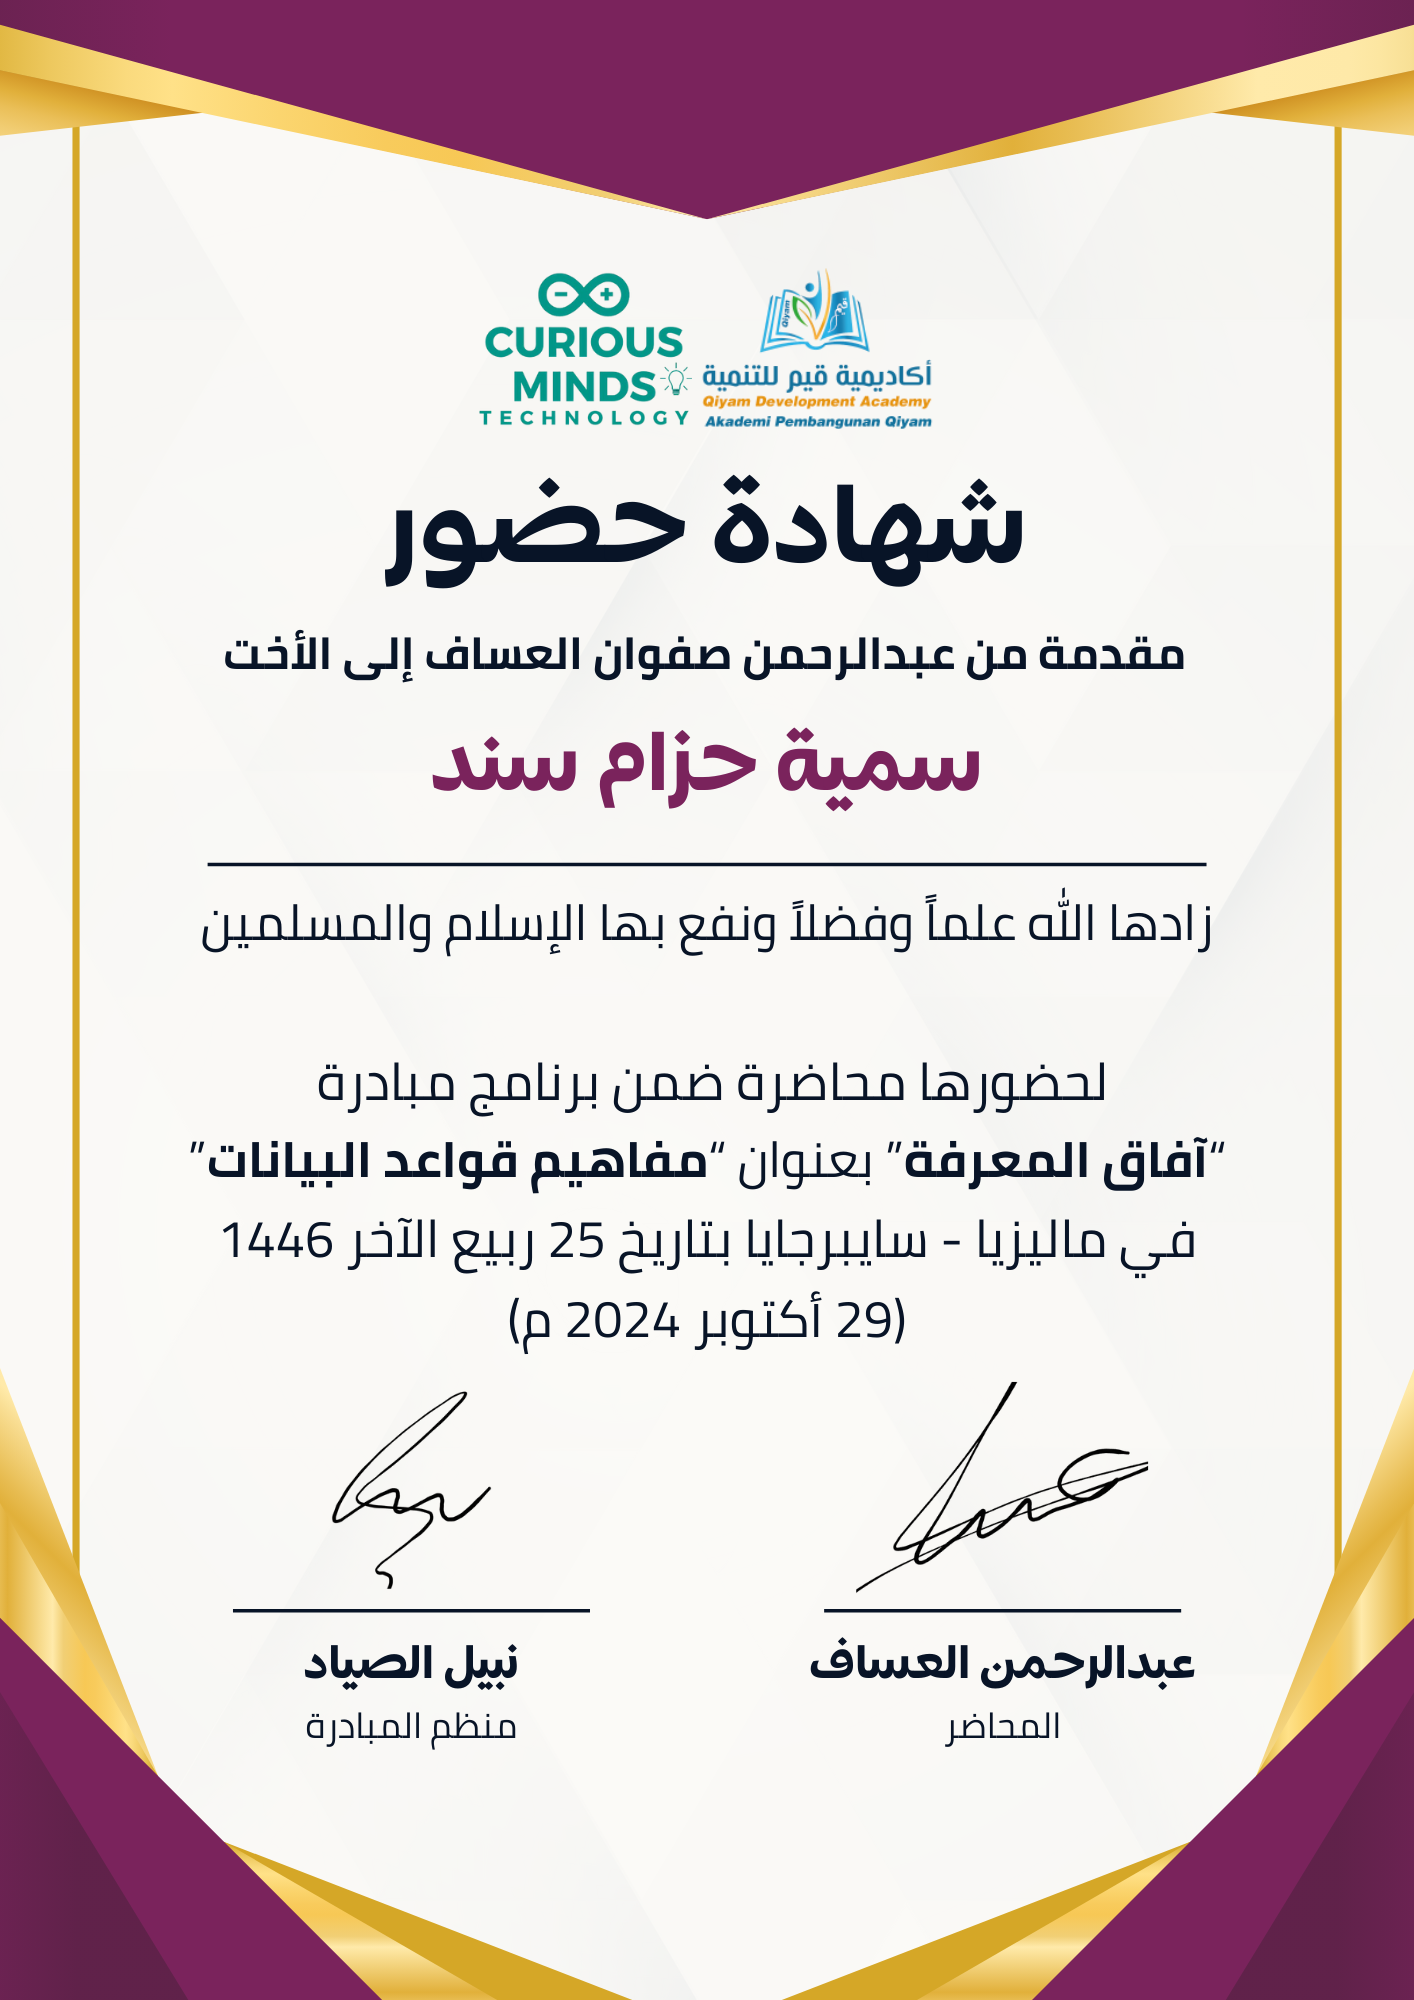 CURIOUS
MINDS
TECHNOLOGY
Qiyam
قيم
أكاديمية قيم للتنمية
Qiyam Development Academy
Akademi Pembangunan Qiyam
شهادة حضور
مقدمة من عبدالرحمن صفوان العساف إلى الأخت
سمية حزام سند
زادها الله علماً وفضلاً ونفع بها الإسلام والمسلمين
لحضورها محاضرة ضمن برنامج مبادرة
“آفاق المعرفة” بعنوان “مفاهيم قواعد البيانات”
في ماليزيا - سايبرجايا بتاريخ 25 ربيع الآخر 1446
(29 أكتوبر 2024 م)
عبدالرحمن العساف
المحاضر
نبيل الصياد
منظم المبادرة